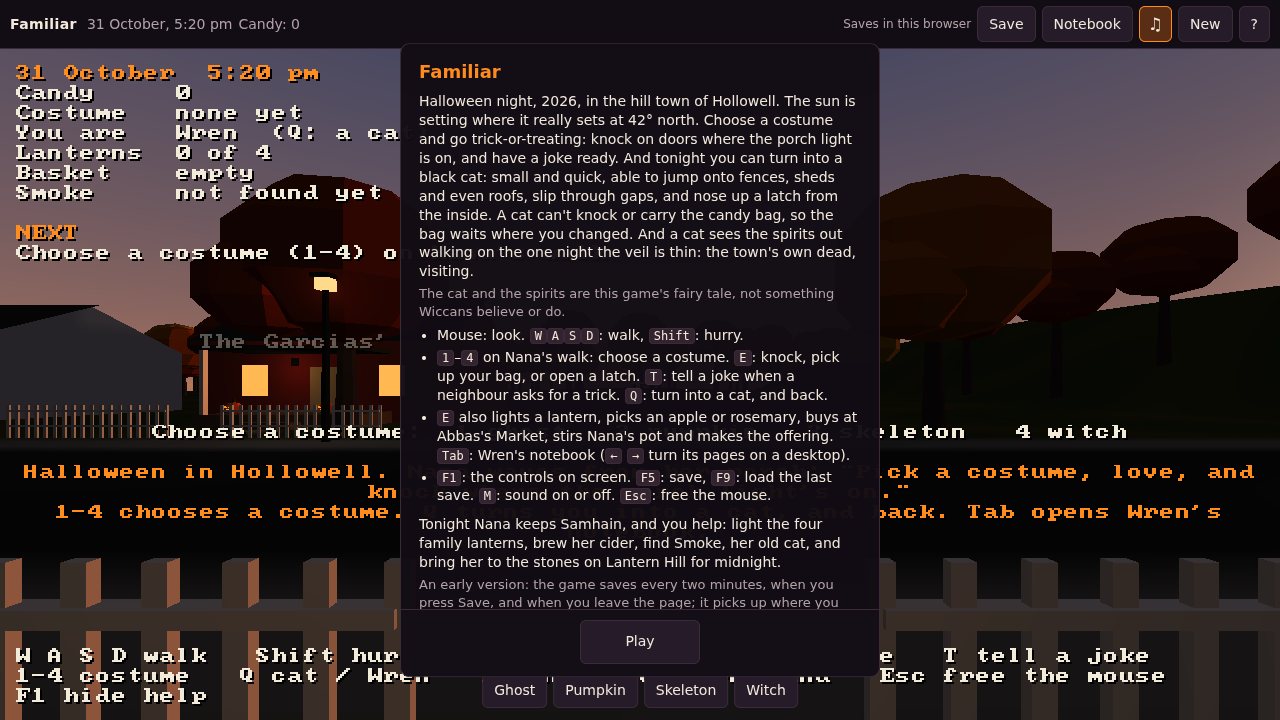 Familiar 31 October, 5:20 pm Candy: 0 Saves in this browser Save Notebook ♫ New ?
31 October 5:20 pm
Candy 0
Costume none yet
You are Wren (Q: a cat
Lanterns 0 of 4
Basket empty
Smoke not found yet
NEXT
Choose a costume (1-4) o
The Garcias'
Choose a costume:
skeleton 4 witch
Halloween in Hollowell.
"Pick a costume, love, and
1-4 chooses a costume.
back. Tab opens Wren's
Familiar
Halloween night, 2026, in the hill town of Hollowell. The sun is
setting where it really sets at 42° north. Choose a costume
and go trick-or-treating: knock on doors where the porch light
is on, and have a joke ready. And tonight you can turn into a
black cat: small and quick, able to jump onto fences, sheds
and even roofs, slip through gaps, and nose up a latch from
the inside. A cat can't knock or carry the candy bag, so the
bag waits where you changed. And a cat sees the spirits out
walking on the one night the veil is thin: the town's own dead,
visiting.
The cat and the spirits are this game's fairy tale, not something
Wiccans believe or do.
• Mouse: look. W A S D: walk, Shift: hurry.
• 1–4 on Nana's walk: choose a costume. E: knock, pick
up your bag, or open a latch. T: tell a joke when a
neighbour asks for a trick. Q: turn into a cat, and back.
• E also lights a lantern, picks an apple or rosemary, buys at
Abbas's Market, stirs Nana's pot and makes the offering.
Tab: Wren's notebook (← → turn its pages on a desktop).
• F1: the controls on screen. F5: save, F9: load the last
save. M: sound on or off. Esc: free the mouse.
Tonight Nana keeps Samhain, and you help: light the four
family lanterns, brew her cider, find Smoke, her old cat, and
bring her to the stones on Lantern Hill for midnight.
An early version: the game saves every two minutes, when you
press Save, and when you leave the page; it picks up where you
Play
W A S D walk Shift hur
T tell a joke
1-4 costume Q cat / Wren
Esc free the mouse
F1 hide help
Ghost Pumpkin Skeleton Witch